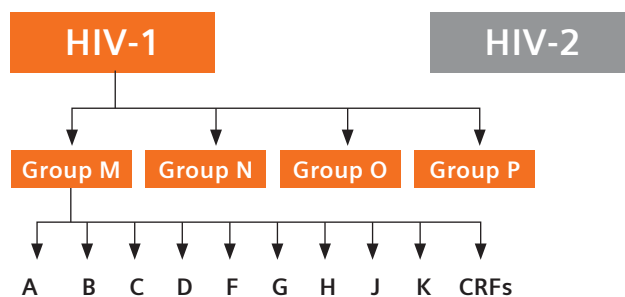 HIV-1 HIV-2
Group M Group N Group O Group P
A B C D F G H J K CRFs